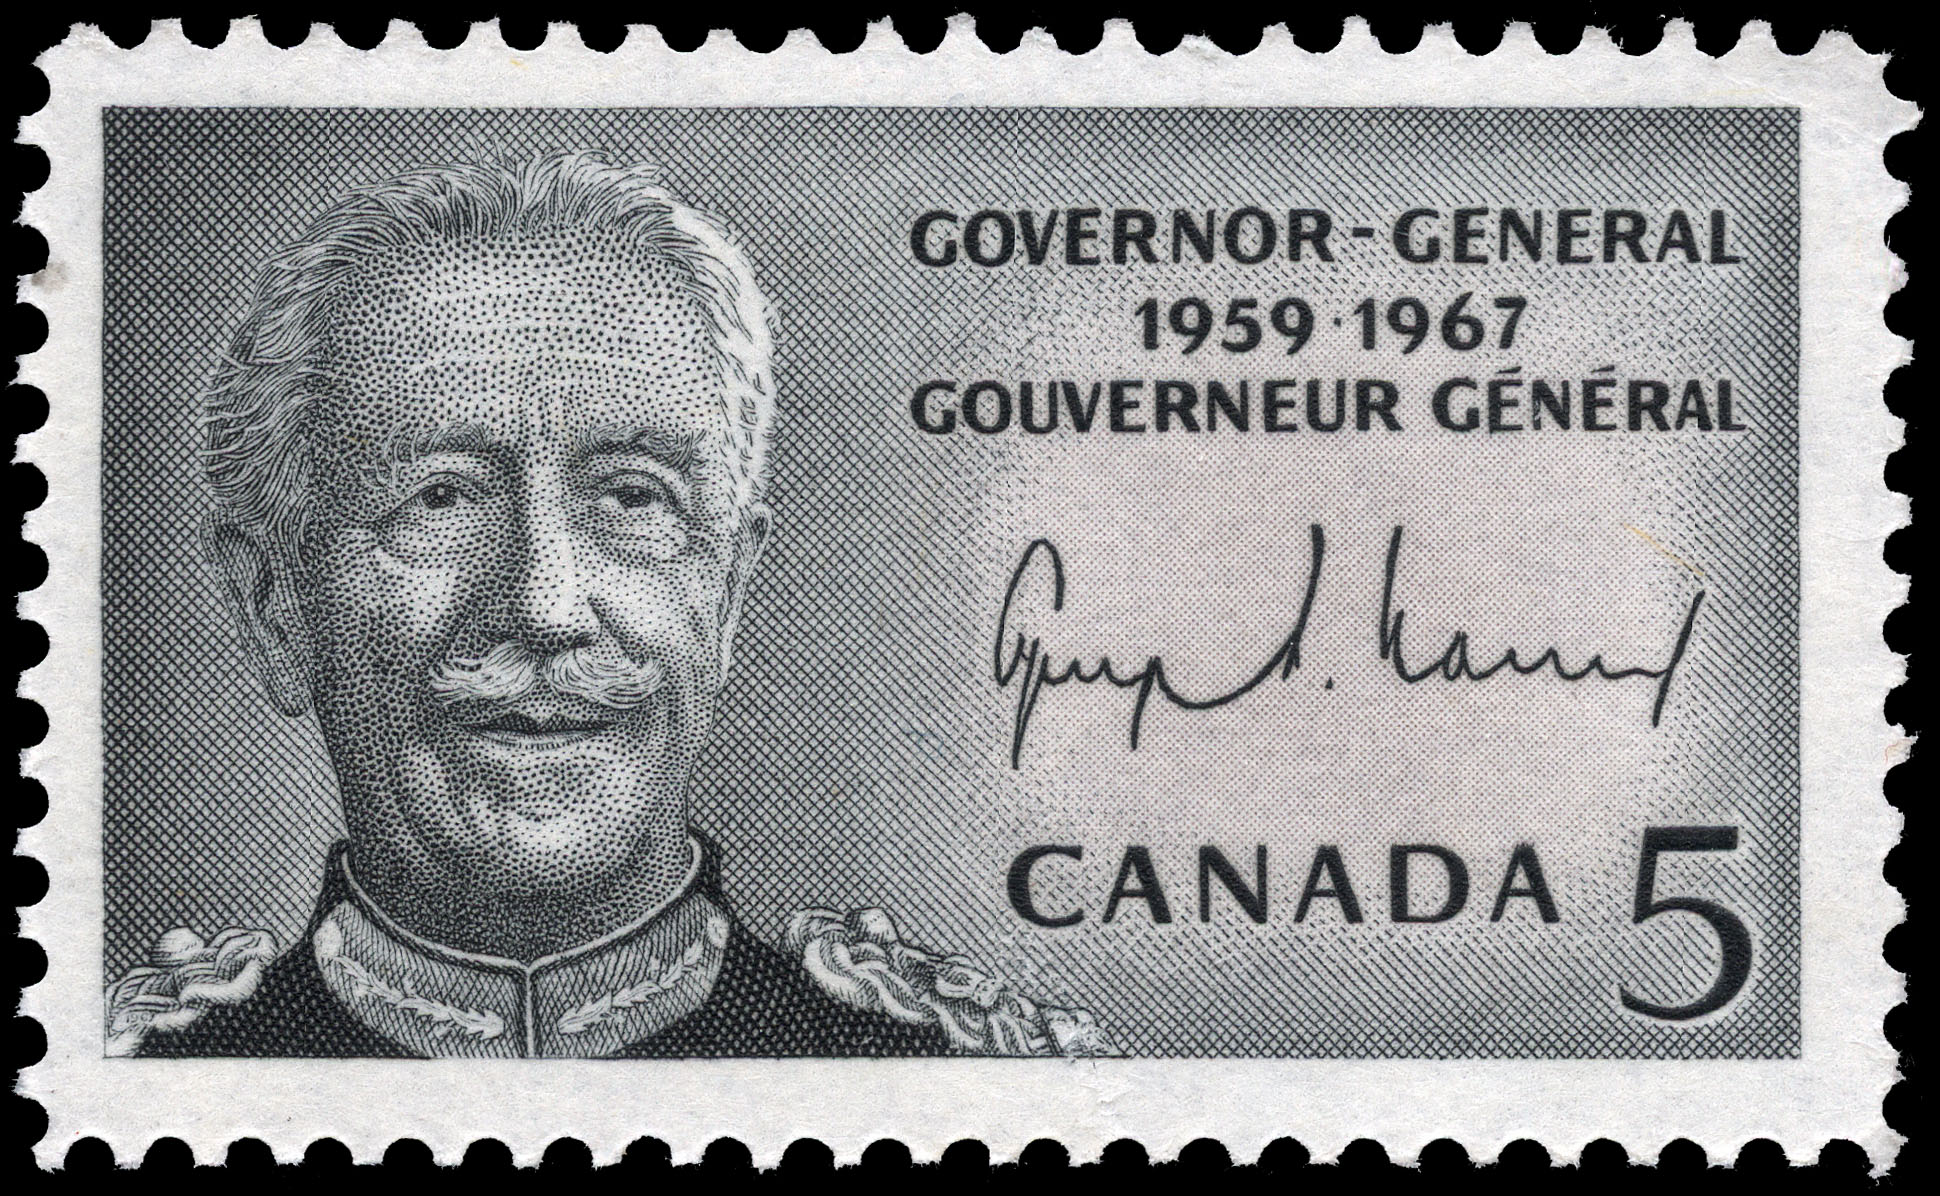 GOVERNOR-GENERAL
1959·1967
GOUVERNEUR GÉNÉRAL
CANADA 5